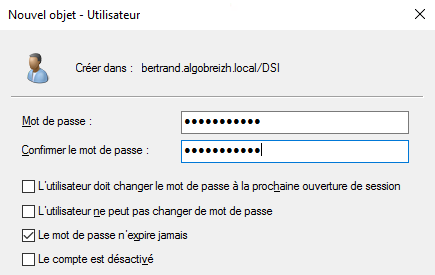 Nouvel objet - Utilisateur
Créer dans : bertrand.algobreizh.local/DSI
Mot de passe : ●●●●●●●●●●●
Confirmer le mot de passe : ●●●●●●●●●●●
L'utilisateur doit changer le mot de passe à la prochaine ouverture de session
L'utilisateur ne peut pas changer de mot de passe
Le mot de passe n'expire jamais
Le compte est désactivé